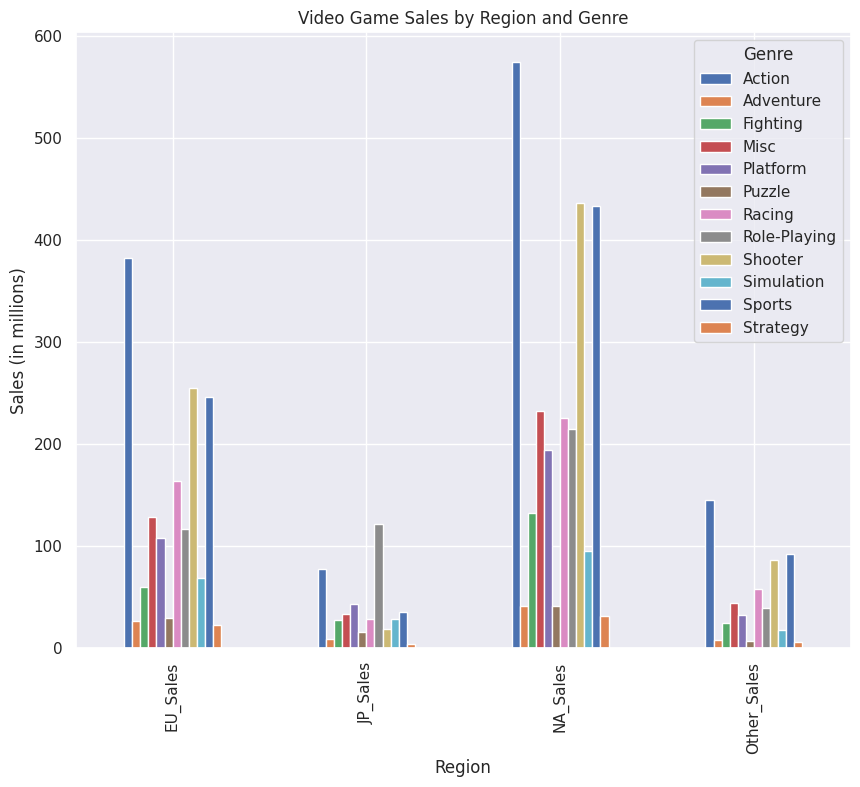 Video Game Sales by Region and Genre
Sales (in millions)
600
500
400
300
200
100
0
Genre
Action
Adventure
Fighting
Misc
Platform
Puzzle
Racing
Role-Playing
Shooter
Simulation
Sports
Strategy
EU_Sales
JP_Sales
NA_Sales
Other_Sales
Region